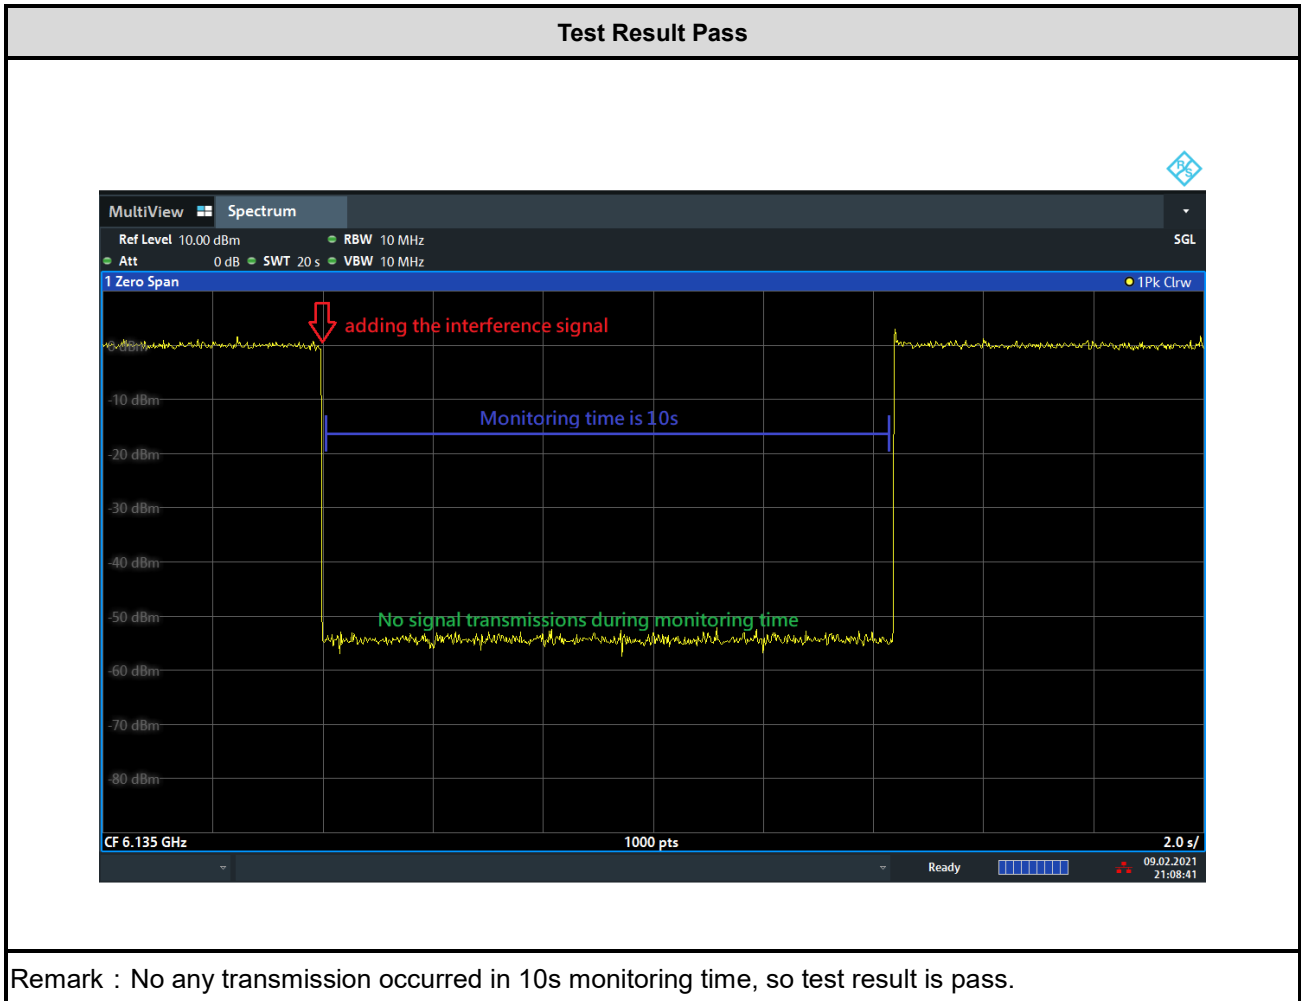 Test Result Pass
R S
MultiView Spectrum
Ref Level 10.00 dBm RBW 10 MHz SGL
Att 0 dB SWT 20 s VBW 10 MHz
1 Zero Span 1Pk Clrw
adding the interference signal
0 dBm
-10 dBm
Monitoring time is 10s
-20 dBm
-30 dBm
-40 dBm
-50 dBm
No signal transmissions during monitoring time
-60 dBm
-70 dBm
-80 dBm
CF 6.135 GHz 1000 pts 2.0 s/
Ready 09.02.2021
21:08:41
Remark : No any transmission occurred in 10s monitoring time, so test result is pass.